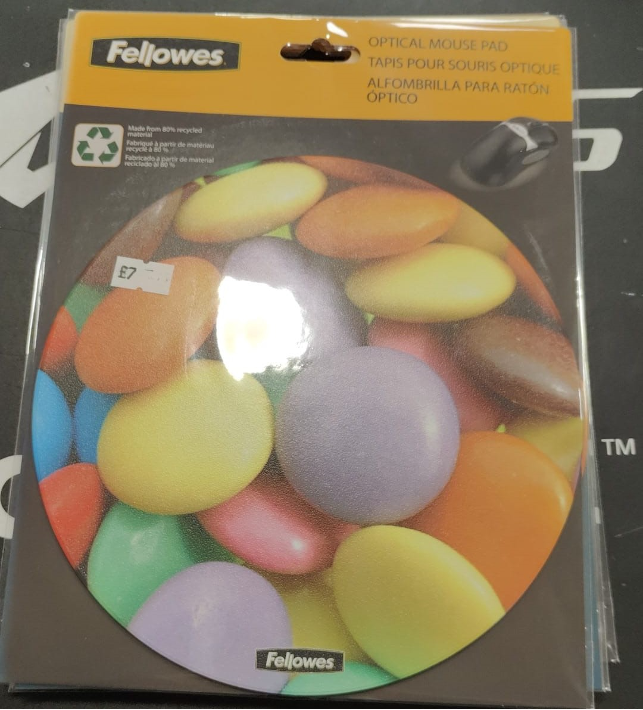 Fellowes
OPTICAL MOUSE PAD
TAPIS POUR SOURIS OPTIQUE
ALFOMBRILLA PARA RATÓN
ÓPTICO
Made from 80% recycled
material
Fabriqué à partir de matériau
recyclé à 80 %
Fabricado a partir de material
reciclado al 80 %
£7
TM
Fellowes